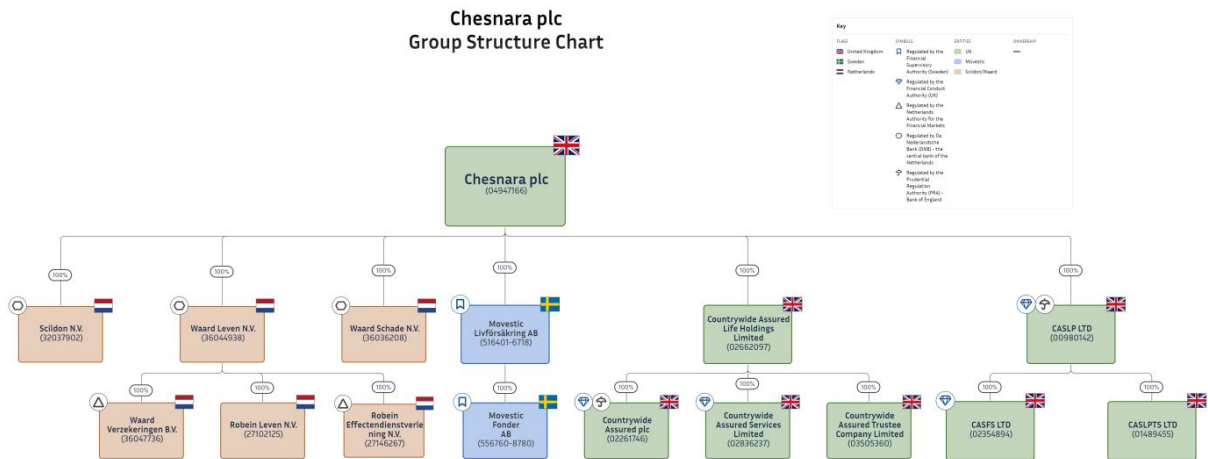 Chesnara plc
Group Structure Chart
Key
FLAGS
SYMBOLS
ENTITIES
OWNERSHIP
United Kingdom
Sweden
Netherlands
Regulated by the
Financial
Supervisory
Authority (Sweden)
Regulated by the
Financial Conduct
Authority (UK)
Regulated by the
Netherlands
Authority for the
Financial Markets
Regulated by De
Nederlandsche
Bank (DNB) - the
central bank of the
Netherlands
Regulated by the
Prudential
Regulation
Authority (PRA) -
Bank of England
UK
Movestic
Scildon/Waard
Chesnara plc
(04947166)
100%
100%
100%
100%
100%
100%
Scildon N.V.
(32037902)
Waard Leven N.V.
(36044938)
Waard Schade N.V.
(36036208)
Movestic
Livförsäkring AB
(516401-6718)
Countrywide Assured
Life Holdings
Limited
(02662097)
CASLP LTD
(00980142)
100%
100%
100%
100%
100%
100%
100%
100%
100%
Waard
Verzekeringen B.V.
(36047736)
Robein Leven N.V.
(27102125)
Robein
Effectendienstverle
ning N.V.
(27146267)
Movestic
Fonder
AB
(556760-8780)
Countrywide
Assured plc
(02261746)
Countrywide
Assured Services
Limited
(02836237)
Countrywide
Assured Trustee
Company Limited
(03505360)
CASFS LTD
(02354894)
CASLPTS LTD
(01489455)